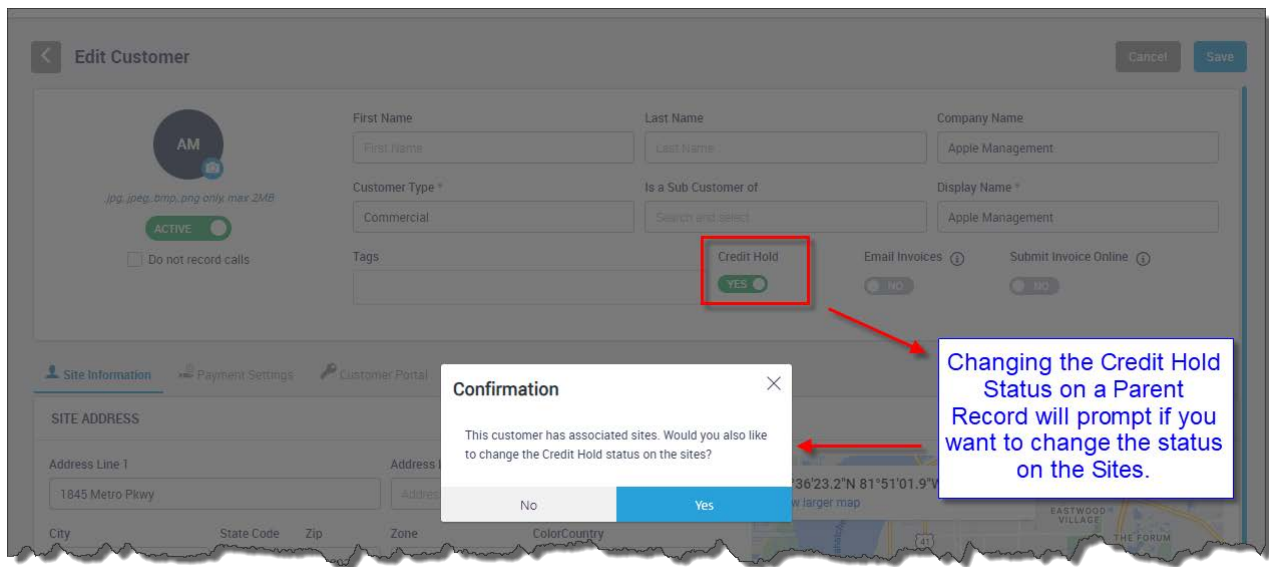 Edit Customer
Cancel
Save
AM
.jpg, .jpeg, .bmp, .png only, max 2MB
ACTIVE
Do not record calls
First Name
First Name
Last Name
Last Name
Company Name
Apple Management
Customer Type *
Commercial
Is a Sub Customer of
Search and select
Display Name *
Apple Management
Tags
Credit Hold
YES
Email Invoices
NO
Submit Invoice Online
NO
Changing the Credit Hold
Status on a Parent
Record will prompt if you
want to change the status
on the Sites.
Site Information
Payment Settings
Customer Portal
Confirmation
This customer has associated sites. Would you also like
to change the Credit Hold status on the sites?
No
Yes
SITE ADDRESS
Address Line 1
1845 Metro Pkwy
Address
36'23.2"N 81°51'01.9"W
larger map
EASTWOOD
VILLAGE
THE FORUM
41
City
State Code
Zip
Zone
Color
Country